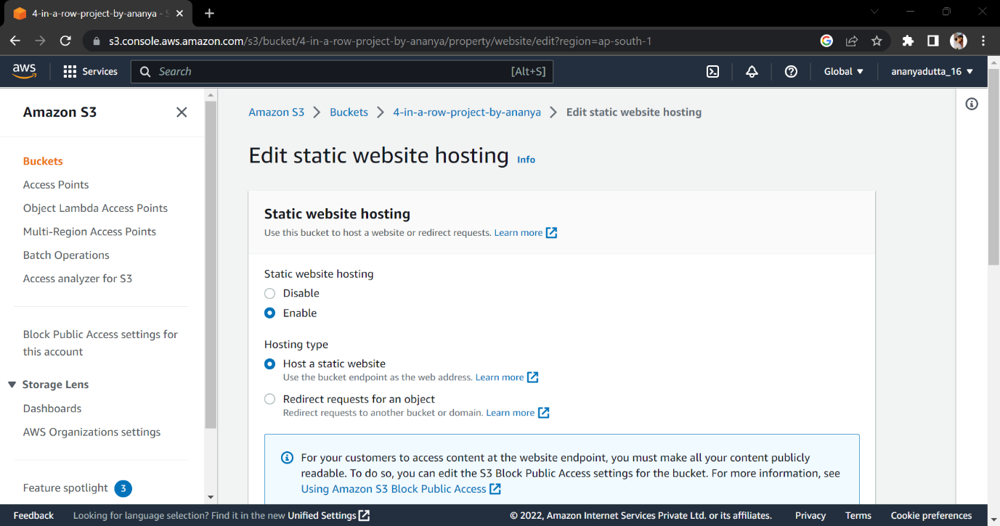 4-in-a-row-project-by-ananya - S
s3.console.aws.amazon.com/s3/bucket/4-in-a-row-project-by-ananya/property/website/edit?region=ap-south-1
aws
Services
Search
[Alt+S]
Global
ananyadutta_16
Amazon S3
Buckets
Access Points
Object Lambda Access Points
Multi-Region Access Points
Batch Operations
Access analyzer for S3
Block Public Access settings for
this account
Storage Lens
Dashboards
AWS Organizations settings
Feature spotlight 3
Amazon S3 > Buckets > 4-in-a-row-project-by-ananya > Edit static website hosting
Edit static website hosting Info
Static website hosting
Use this bucket to host a website or redirect requests. Learn more
Static website hosting
Disable
Enable
Hosting type
Host a static website
Use the bucket endpoint as the web address. Learn more
Redirect requests for an object
Redirect requests to another bucket or domain. Learn more
For your customers to access content at the website endpoint, you must make all your content publicly
readable. To do so, you can edit the S3 Block Public Access settings for the bucket. For more information, see
Using Amazon S3 Block Public Access
Feedback
Looking for language selection? Find it in the new Unified Settings
© 2022, Amazon Internet Services Private Ltd. or its affiliates.
Privacy
Terms
Cookie preferences